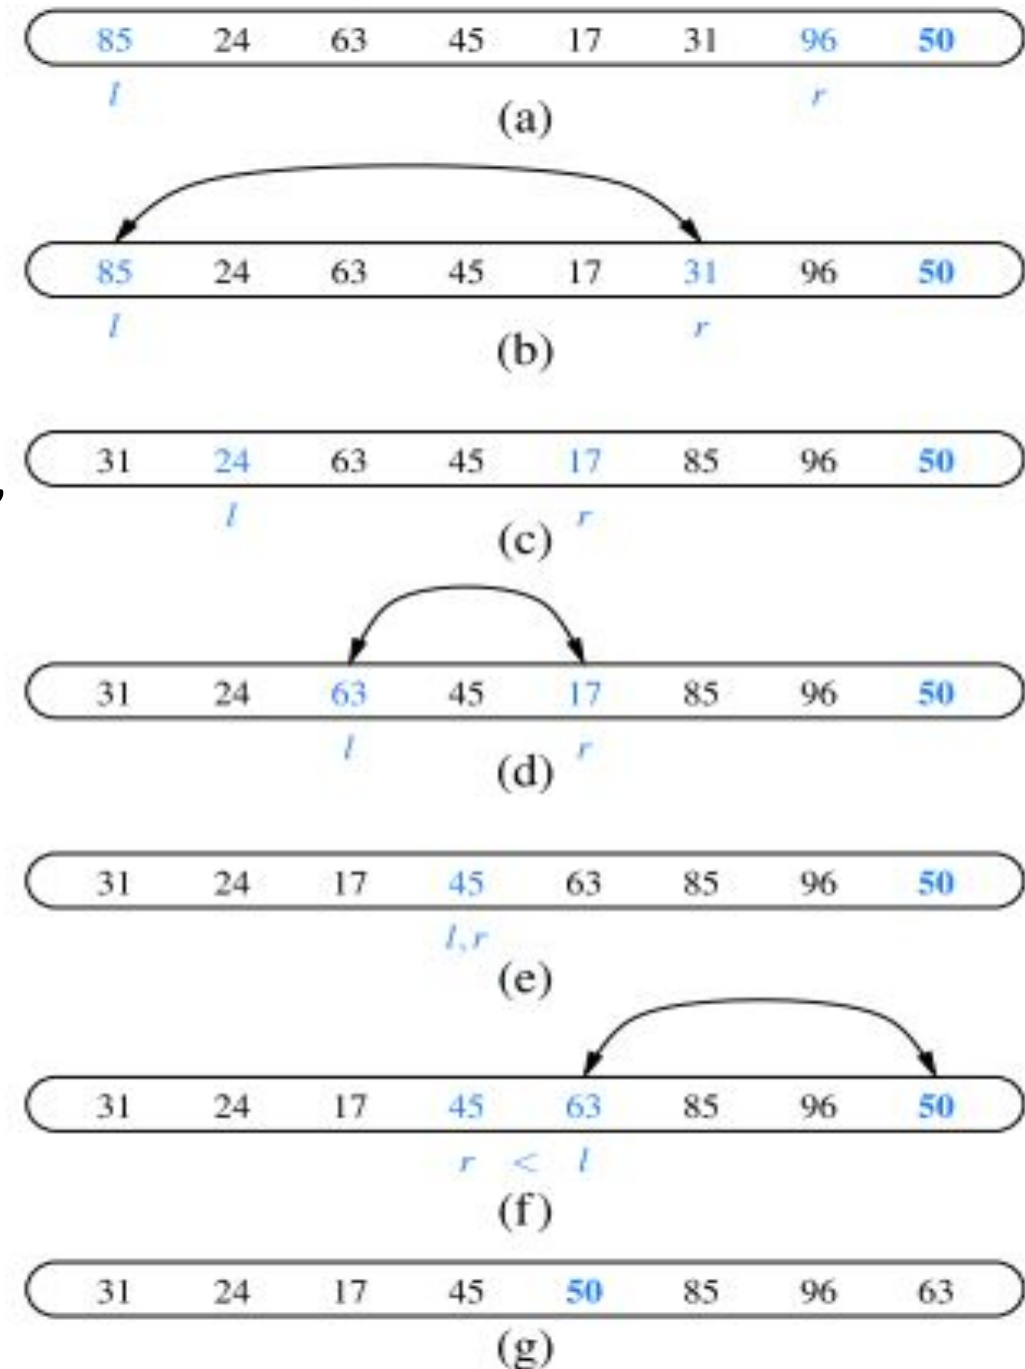 85 24 63 45 17 31 96 50
l r
(a)
85 24 63 45 17 31 96 50
l r
(b)
31 24 63 45 17 85 96 50
,
l r
(c)
31 24 63 45 17 85 96 50
l r
(d)
31 24 17 45 63 85 96 50
l, r
(e)
31 24 17 45 63 85 96 50
r < l
(f)
31 24 17 45 50 85 96 63
(g)